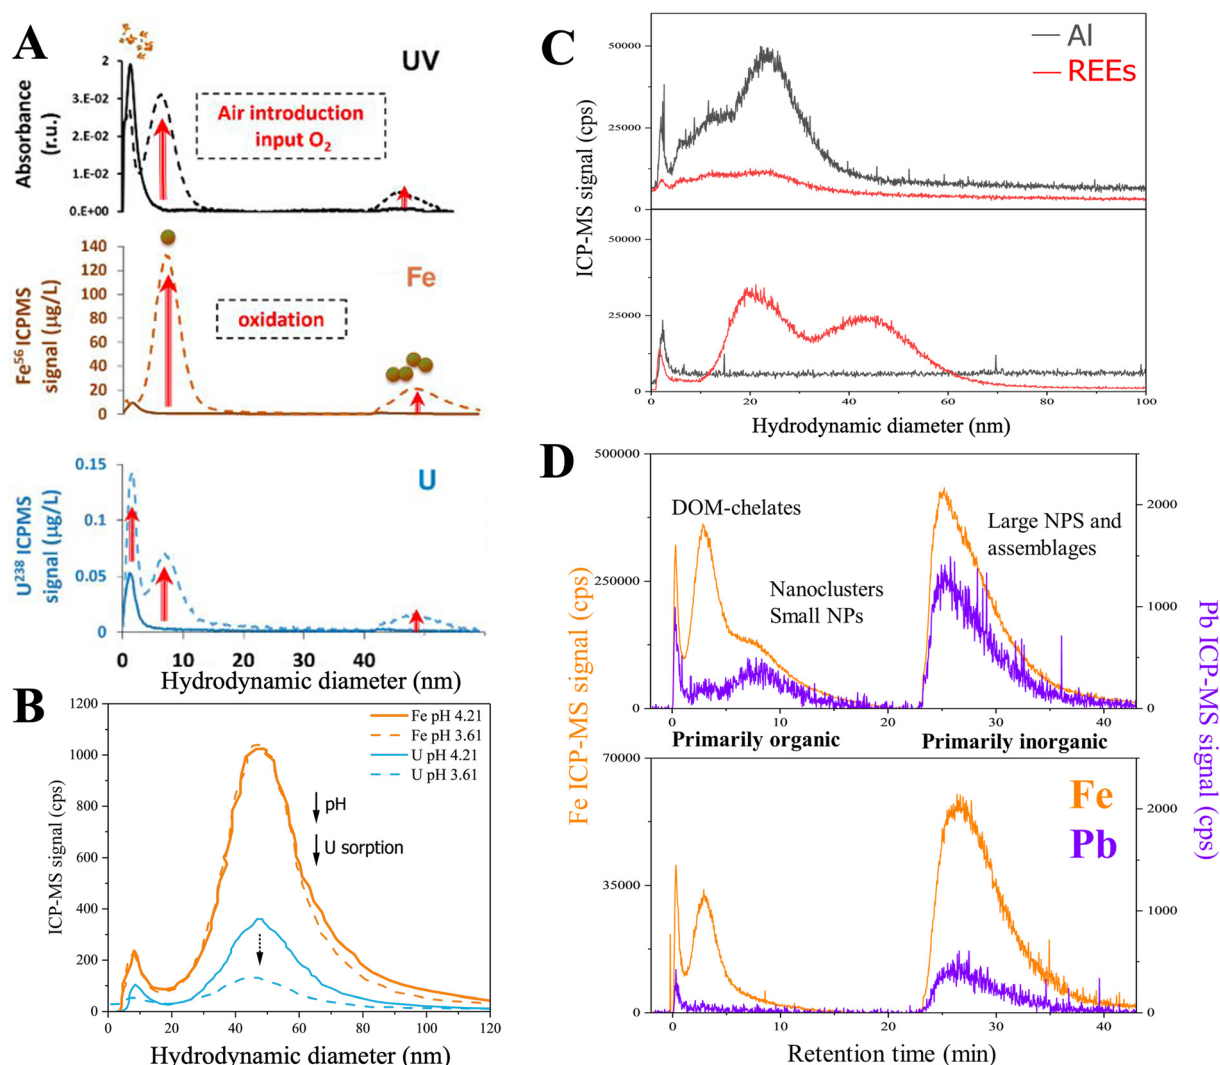 A
UV
Absorbance
(r.u.)
2
3.E-02
2.E-02
1.E-02
0.E+00
Air introduction
input O₂
Fe
Fe⁵⁶ ICPMS
signal (µg/L)
140
120
100
80
60
40
20
0
oxidation
U
U²³⁸ ICPMS
signal (µg/L)
0.15
0.1
0.05
0
0 10 20 30 40
Hydrodynamic diameter (nm)
B
ICP-MS signal (cps)
1200
1000
800
600
400
200
0
Fe pH 4.21
Fe pH 3.61
U pH 4.21
U pH 3.61
pH
U sorption
0 20 40 60 80 100 120
Hydrodynamic diameter (nm)
C
Al
REEs
ICP-MS signal (cps)
50000
25000
0
50000
25000
0
0 20 40 60 80 100
Hydrodynamic diameter (nm)
D
Fe ICP-MS signal (cps)
500000
250000
0
DOM-chelates
Nanoclusters
Small NPs
Large NPS and
assemblages
2000
1000
0
Pb ICP-MS signal (cps)
0 10 20 30 40
Primarily organic
Primarily inorganic
70000
35000
0
Fe
Pb
2000
1000
0
0 10 20 30 40
Retention time (min)